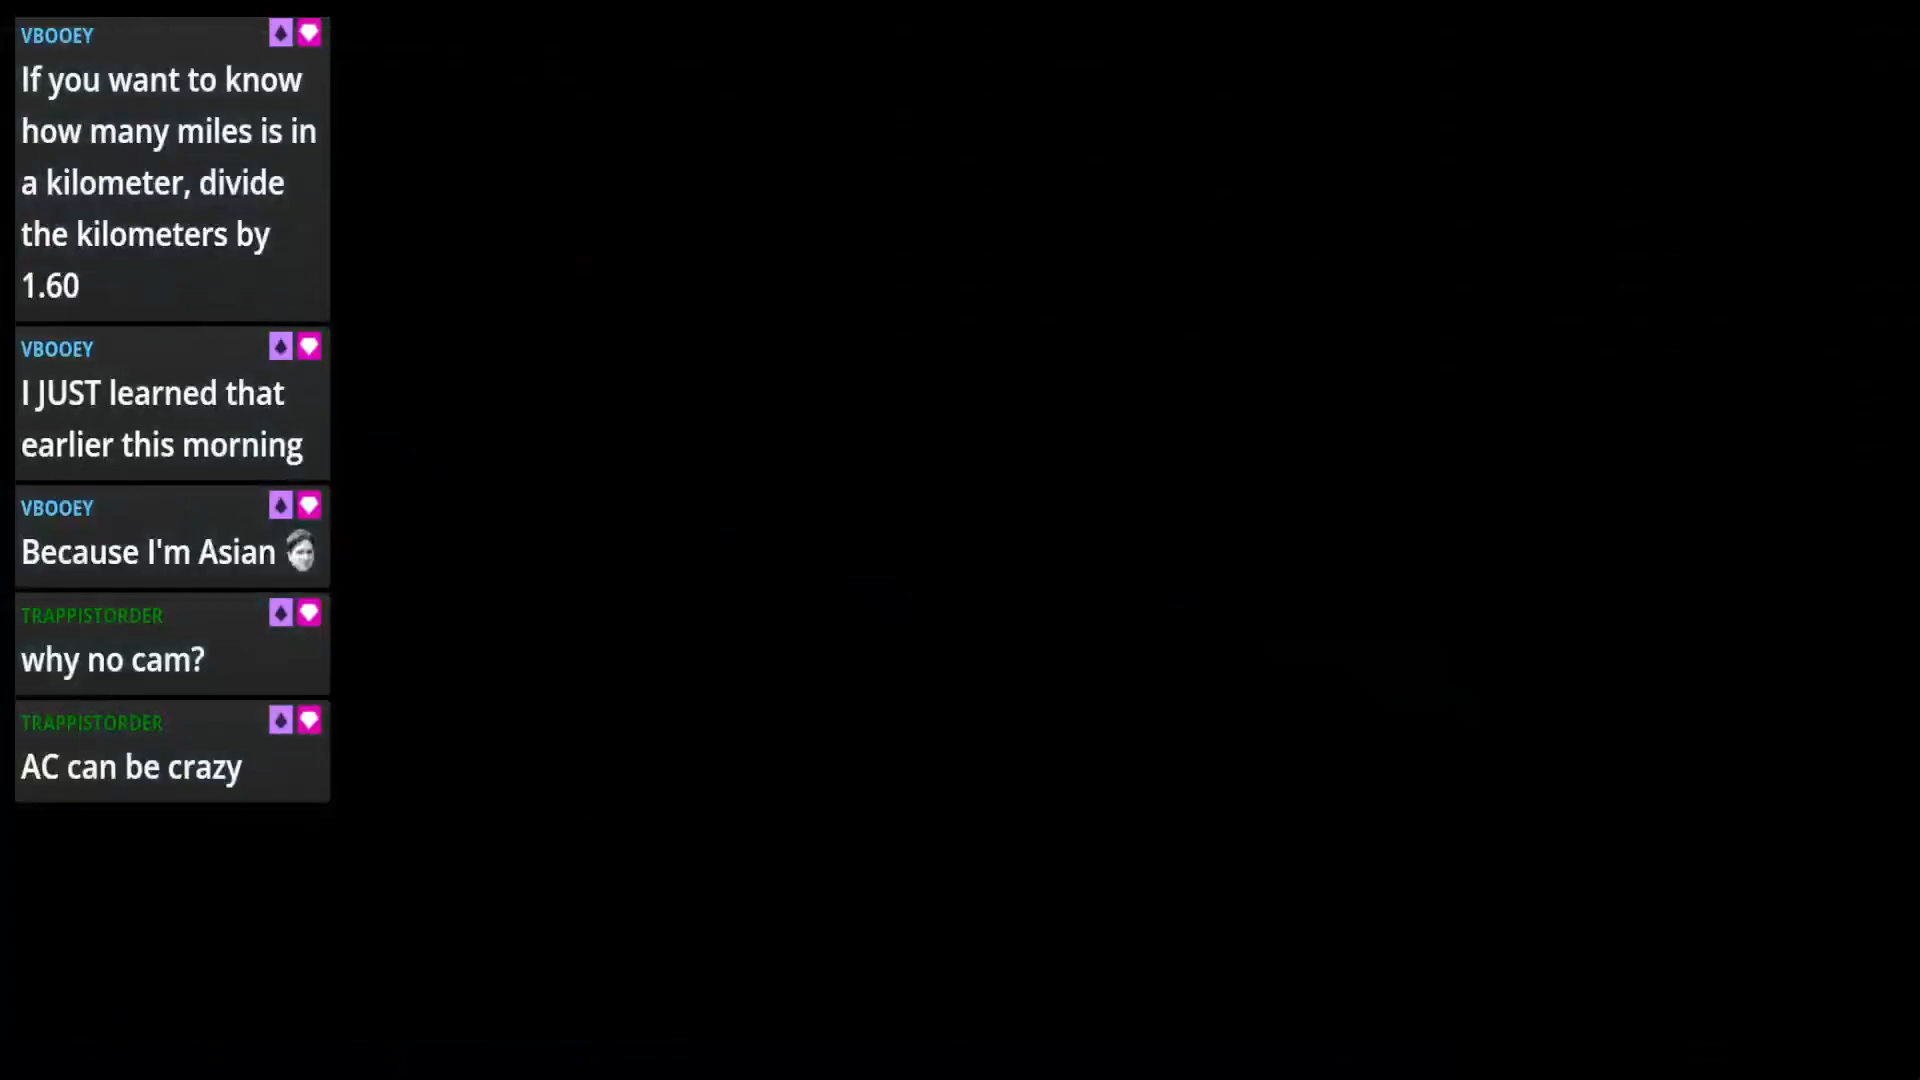 VBOOEY
If you want to know
how many miles is in
a kilometer, divide
the kilometers by
1.60
VBOOEY
I JUST learned that
earlier this morning
VBOOEY
Because I'm Asian
TRAPPISTORDER
why no cam?
TRAPPISTORDER
AC can be crazy